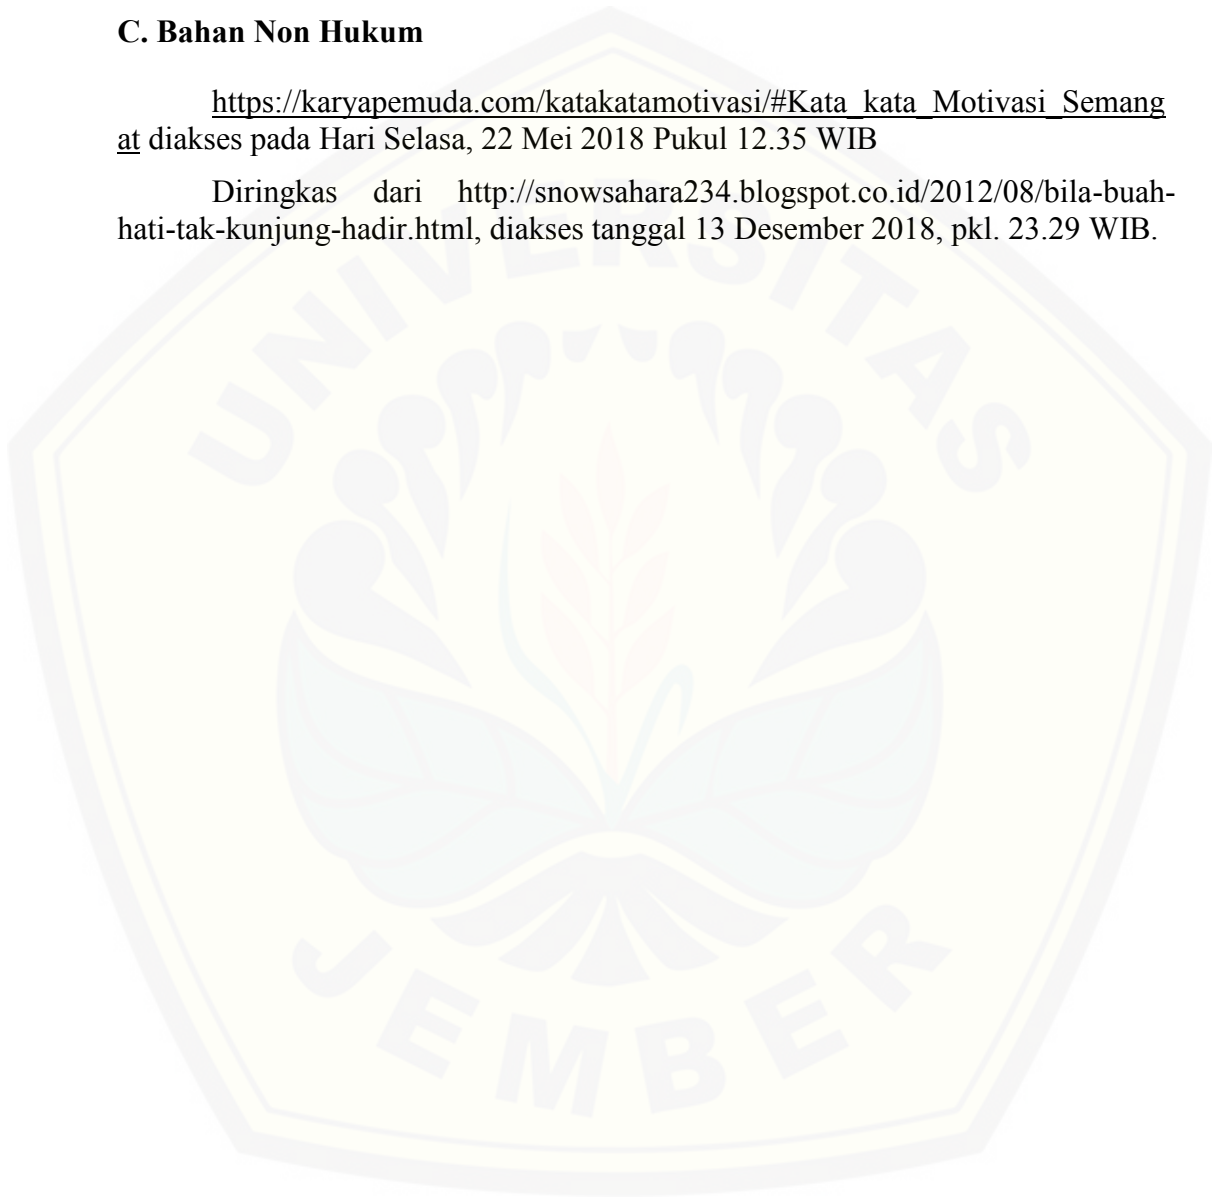 C. Bahan Non Hukum
https://karyapemuda.com/katakatamotivasi/#Kata_kata_Motivasi_Semang
at diakses pada Hari Selasa, 22 Mei 2018 Pukul 12.35 WIB
Diringkas dari http://snowsahara234.blogspot.co.id/2012/08/bila-buah-
hati-tak-kunjung-hadir.html, diakses tanggal 13 Desember 2018, pkl. 23.29 WIB.
UNIVERSITAS
JEMBER